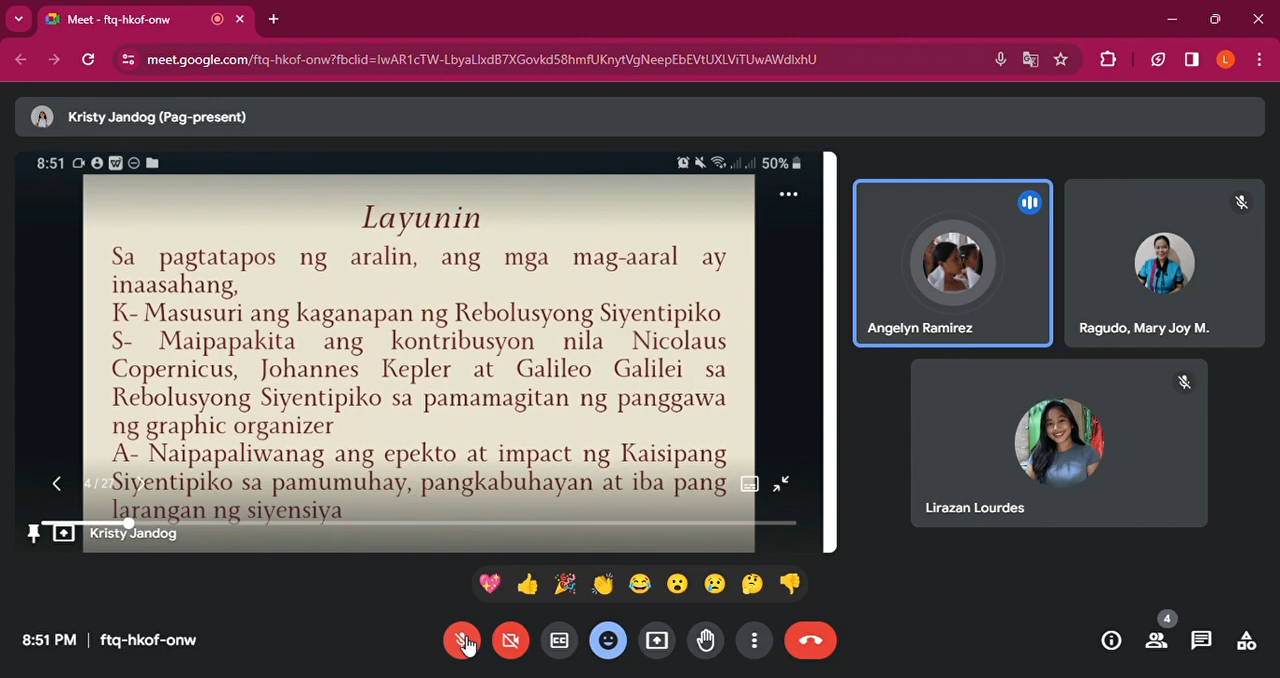 Meet - ftq-hkof-onw
meet.google.com/ftq-hkof-onw?fbclid=IwAR1cTW-LbyaLlxdB7XGovkd58hmfUKnytVgNeepEbEVtUXLViTUwAWdlxhU
L
Kristy Jandog (Pag-present)
8:51
50%
Layunin
Sa pagtatapos ng aralin, ang mga mag-aaral ay
inaasahang,
K- Masusuri ang kaganapan ng Rebolusyong Siyentipiko
S- Maipapakita ang kontribusyon nila Nicolaus
Copernicus, Johannes Kepler at Galileo Galilei sa
Rebolusyong Siyentipiko sa pamamagitan ng panggawa
ng graphic organizer
A- Naipapaliwanag ang epekto at impact ng Kaisipang
Siyentipiko sa pamumuhay, pangkabuhayan at iba pang
larangan ng siyensiya
4 / 27
Kristy Jandog
Angelyn Ramirez
Ragudo, Mary Joy M.
Lirazan Lourdes
8:51 PM | ftq-hkof-onw
CC
4